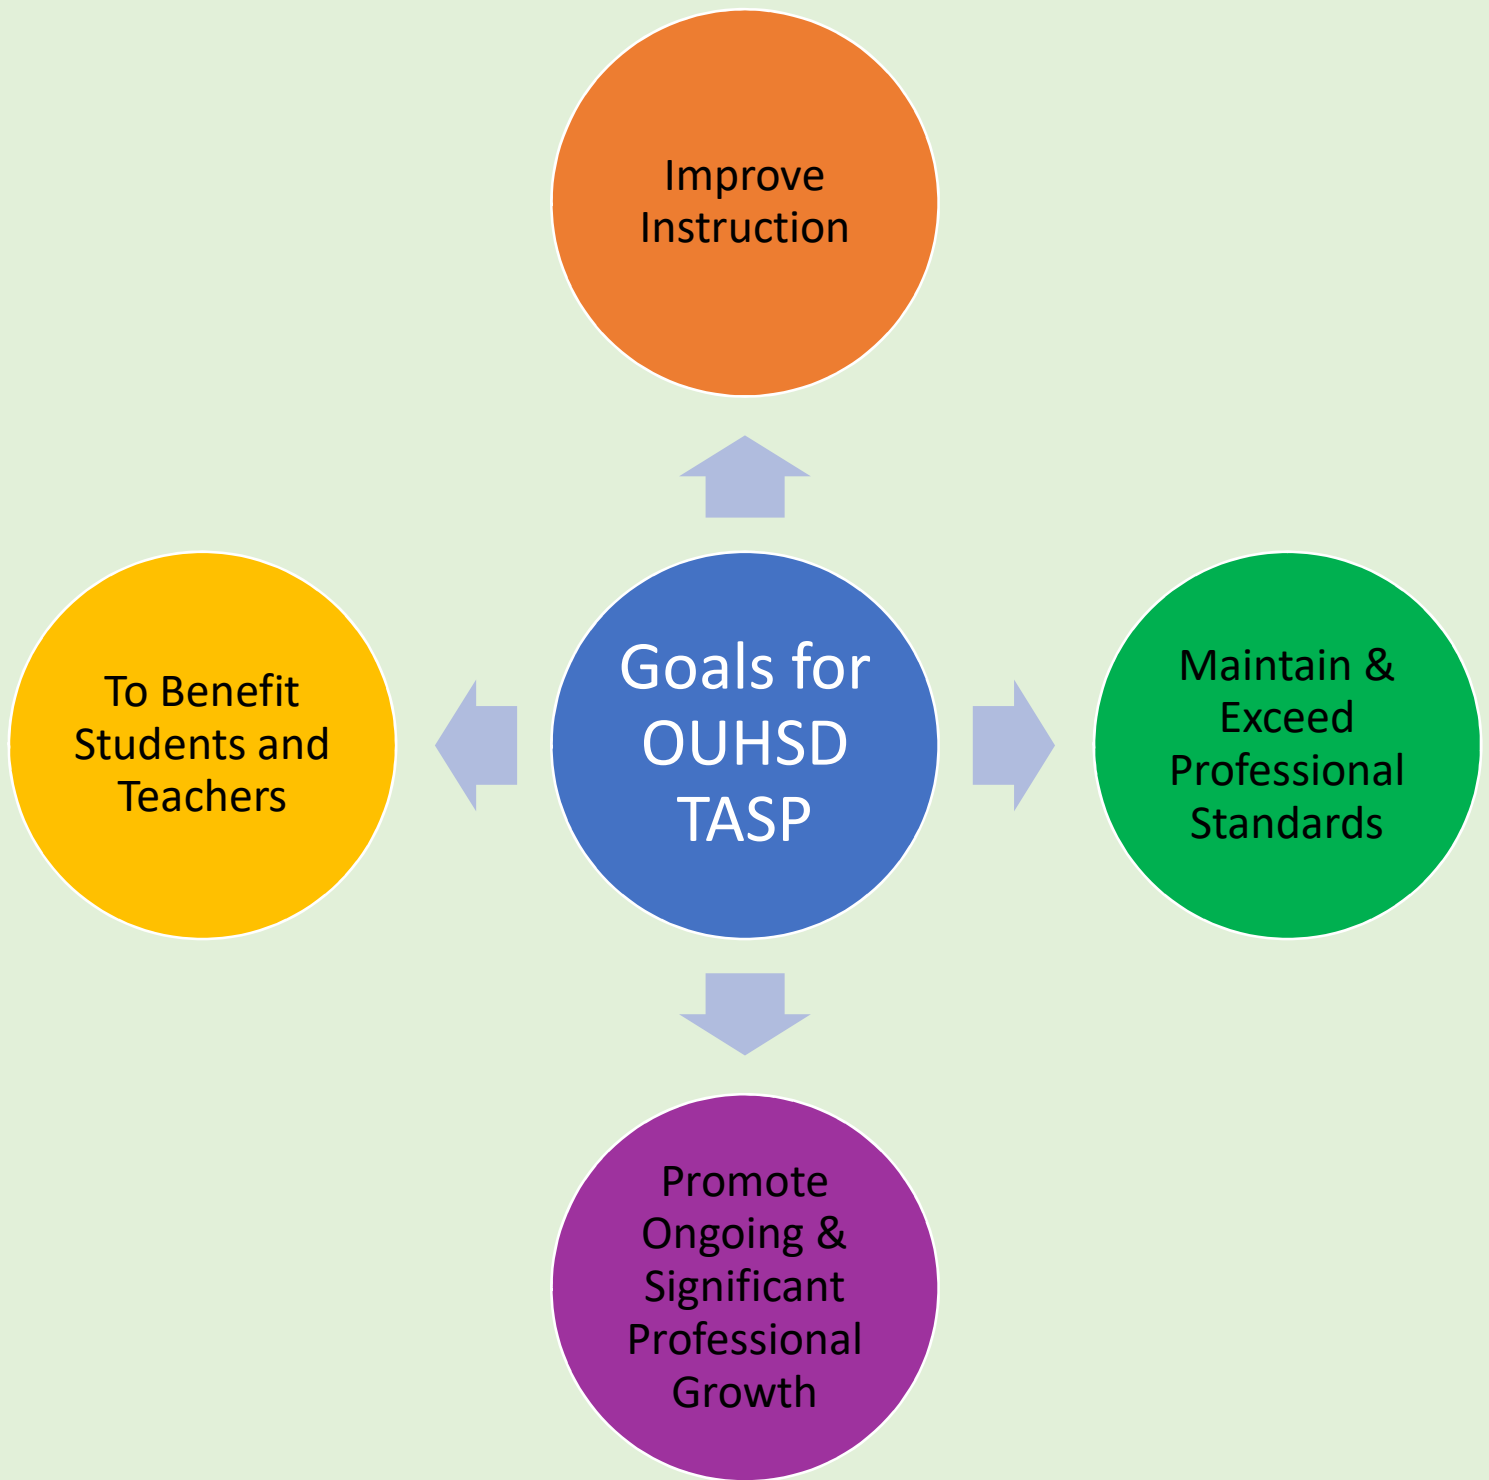 Improve
Instruction
To Benefit
Students and
Teachers
Goals for
OUHSD
TASP
Maintain &
Exceed
Professional
Standards
Promote
Ongoing &
Significant
Professional
Growth